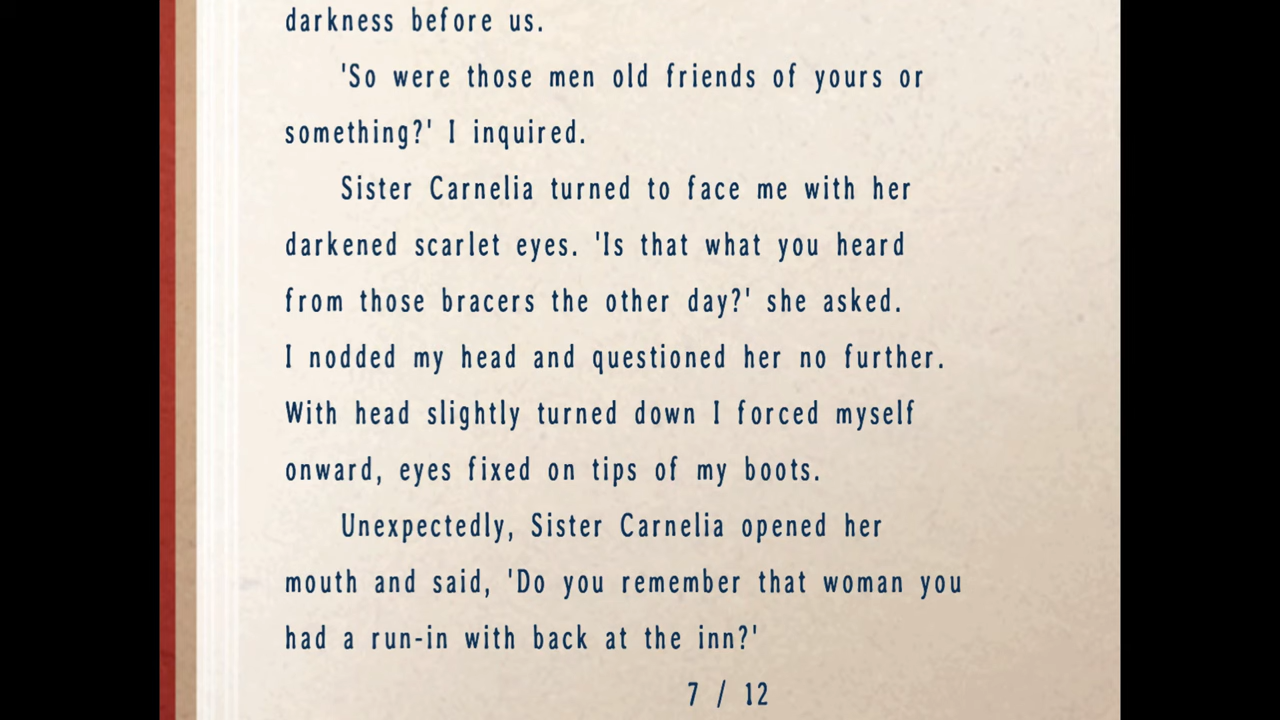 darkness before us.
'So were those men old friends of yours or
something?' I inquired.
Sister Carnelia turned to face me with her
darkened scarlet eyes. 'Is that what you heard
from those bracers the other day?' she asked.
I nodded my head and questioned her no further.
With head slightly turned down I forced myself
onward, eyes fixed on tips of my boots.
Unexpectedly, Sister Carnelia opened her
mouth and said, 'Do you remember that woman you
had a run-in with back at the inn?'
7 / 12